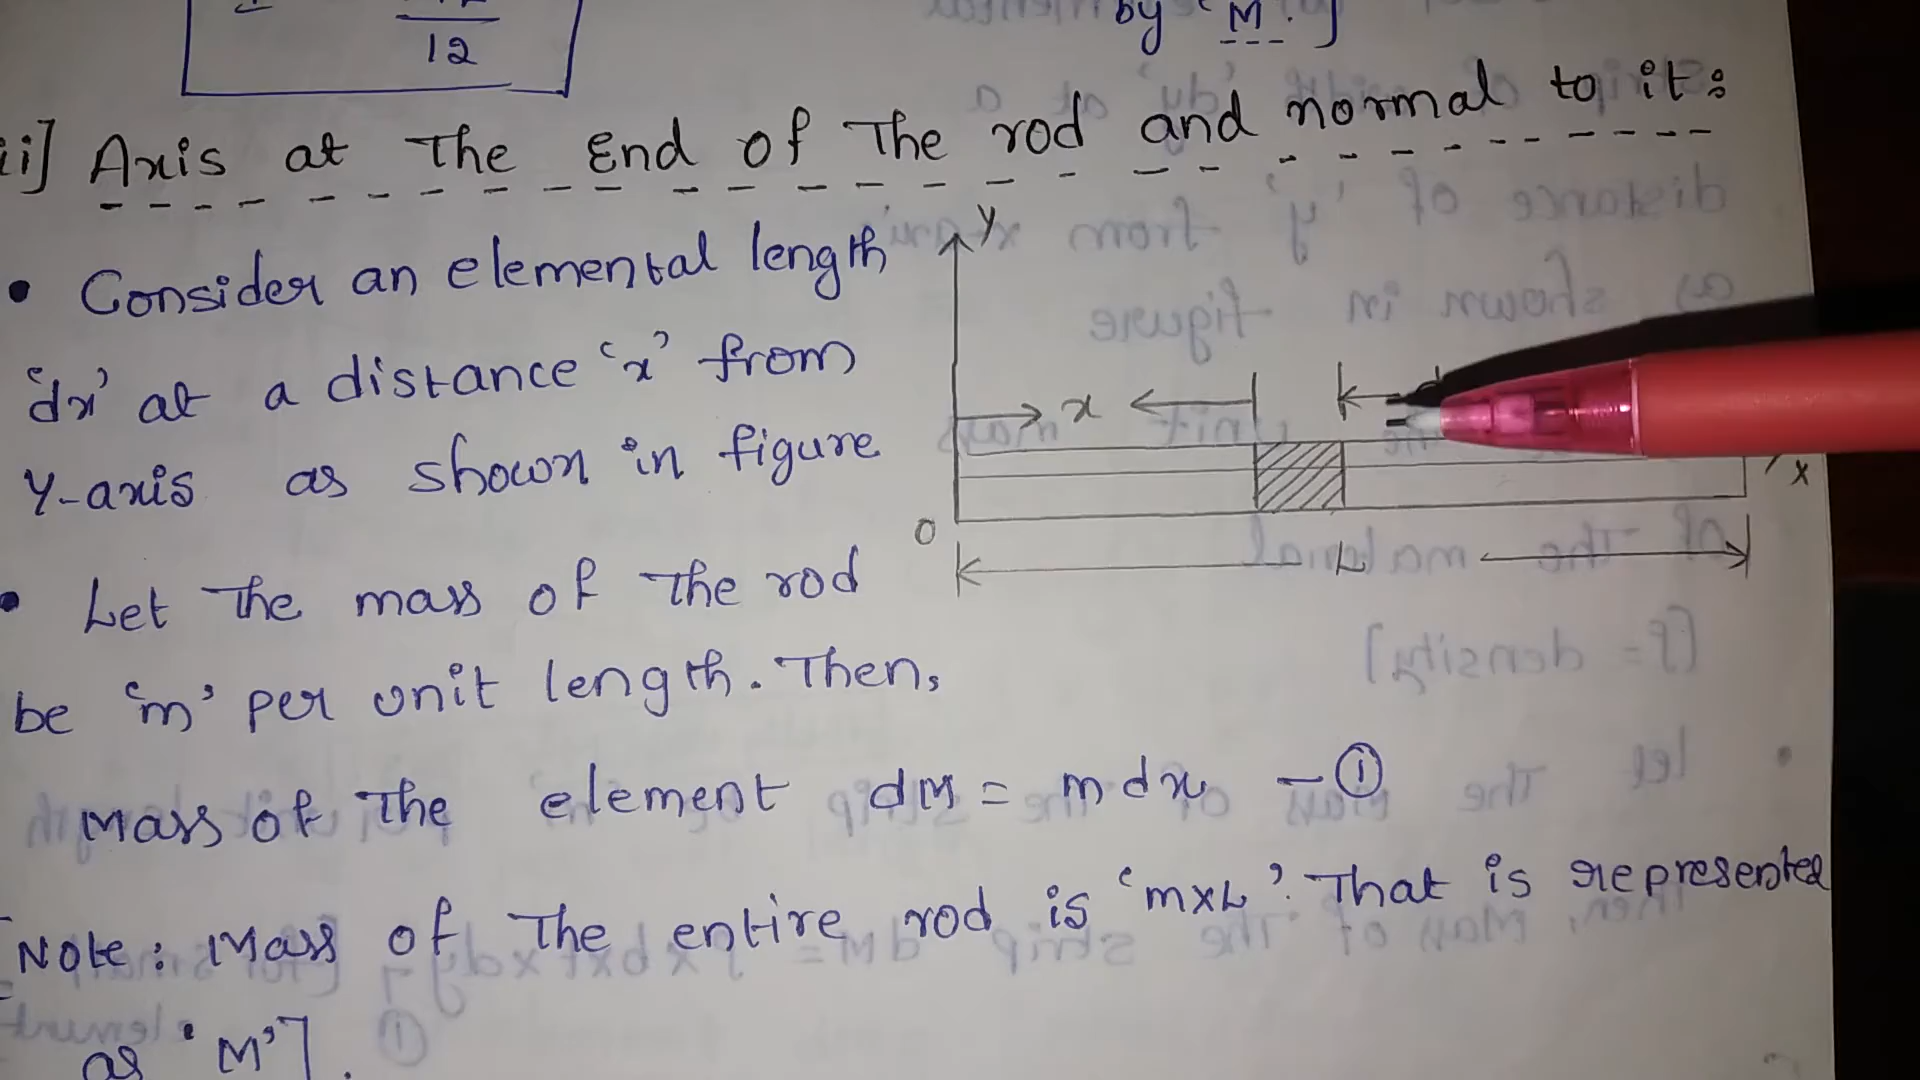 12
by 'M'.]
ii] Axis at The End of The rod and normal to it:
• Consider an elemental length
'dx' at a distance 'x' from
Y-axis as shown in figure
y
x
x
O
L
• Let The mass of The rod
be 'm' per unit length. Then,
Mass of The element dM = m dx - ①
Note: Mass of The entire rod is 'mxL'. That is represented
as 'M'].